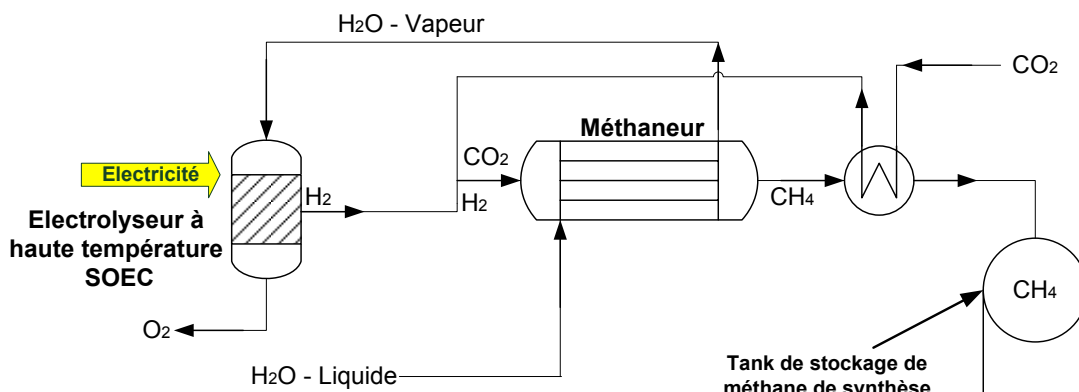 H2O - Vapeur
CO2
Méthaneur
Electricité
CO2
H2
H2
CH4
Electrolyseur à
haute température
SOEC
CH4
O2
H2O - Liquide
Tank de stockage de
méthane de synthèse